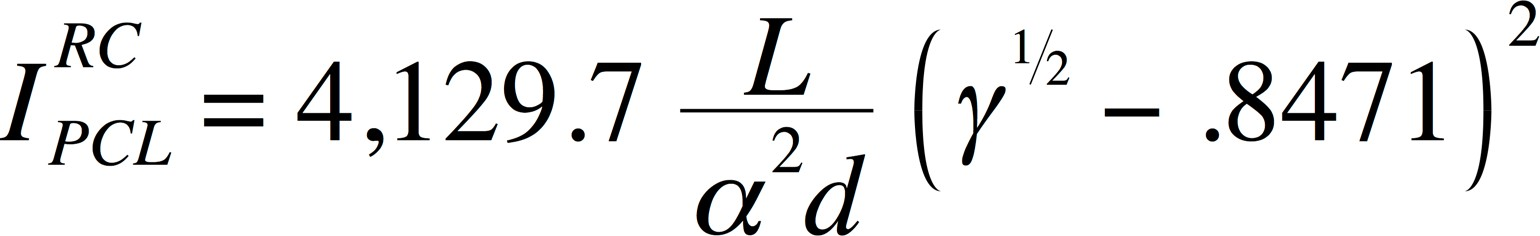 I_{PCL}^{RC} = 4,129.7 \frac{L}{\alpha^2 d} \left( \gamma^{1/2} - .8471 \right)^2